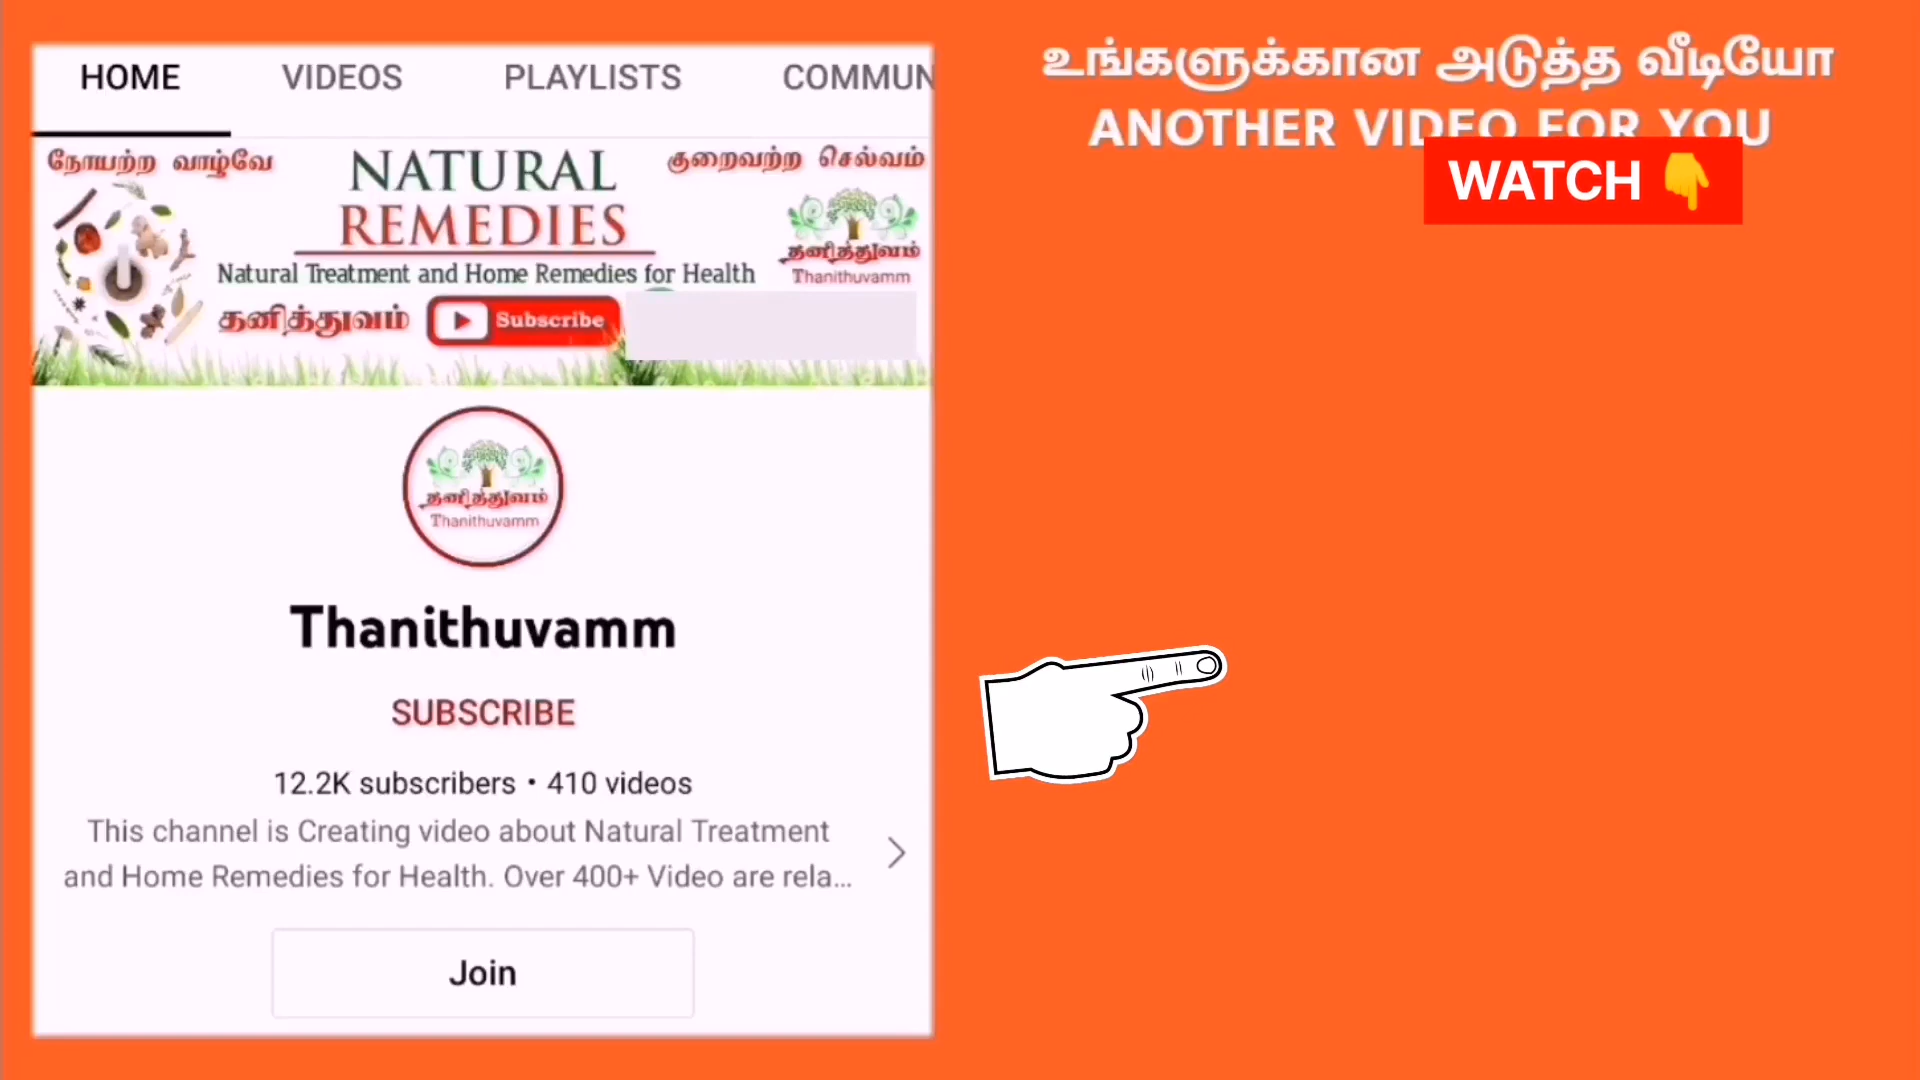 HOME VIDEOS PLAYLISTS COMMUN
நோயற்ற வாழ்வே
NATURAL
REMEDIES
குறைவற்ற செல்வம்
தனித்துவம்
Thanithuvamm
Natural Treatment and Home Remedies for Health
தனித்துவம்
Subscribe
தனித்துவம்
Thanithuvamm
Thanithuvamm
SUBSCRIBE
12.2K subscribers • 410 videos
This channel is Creating video about Natural Treatment
and Home Remedies for Health. Over 400+ Video are rela...
Join
உங்களுக்கான அடுத்த வீடியோ
ANOTHER VIDEO FOR YOU
WATCH 👇